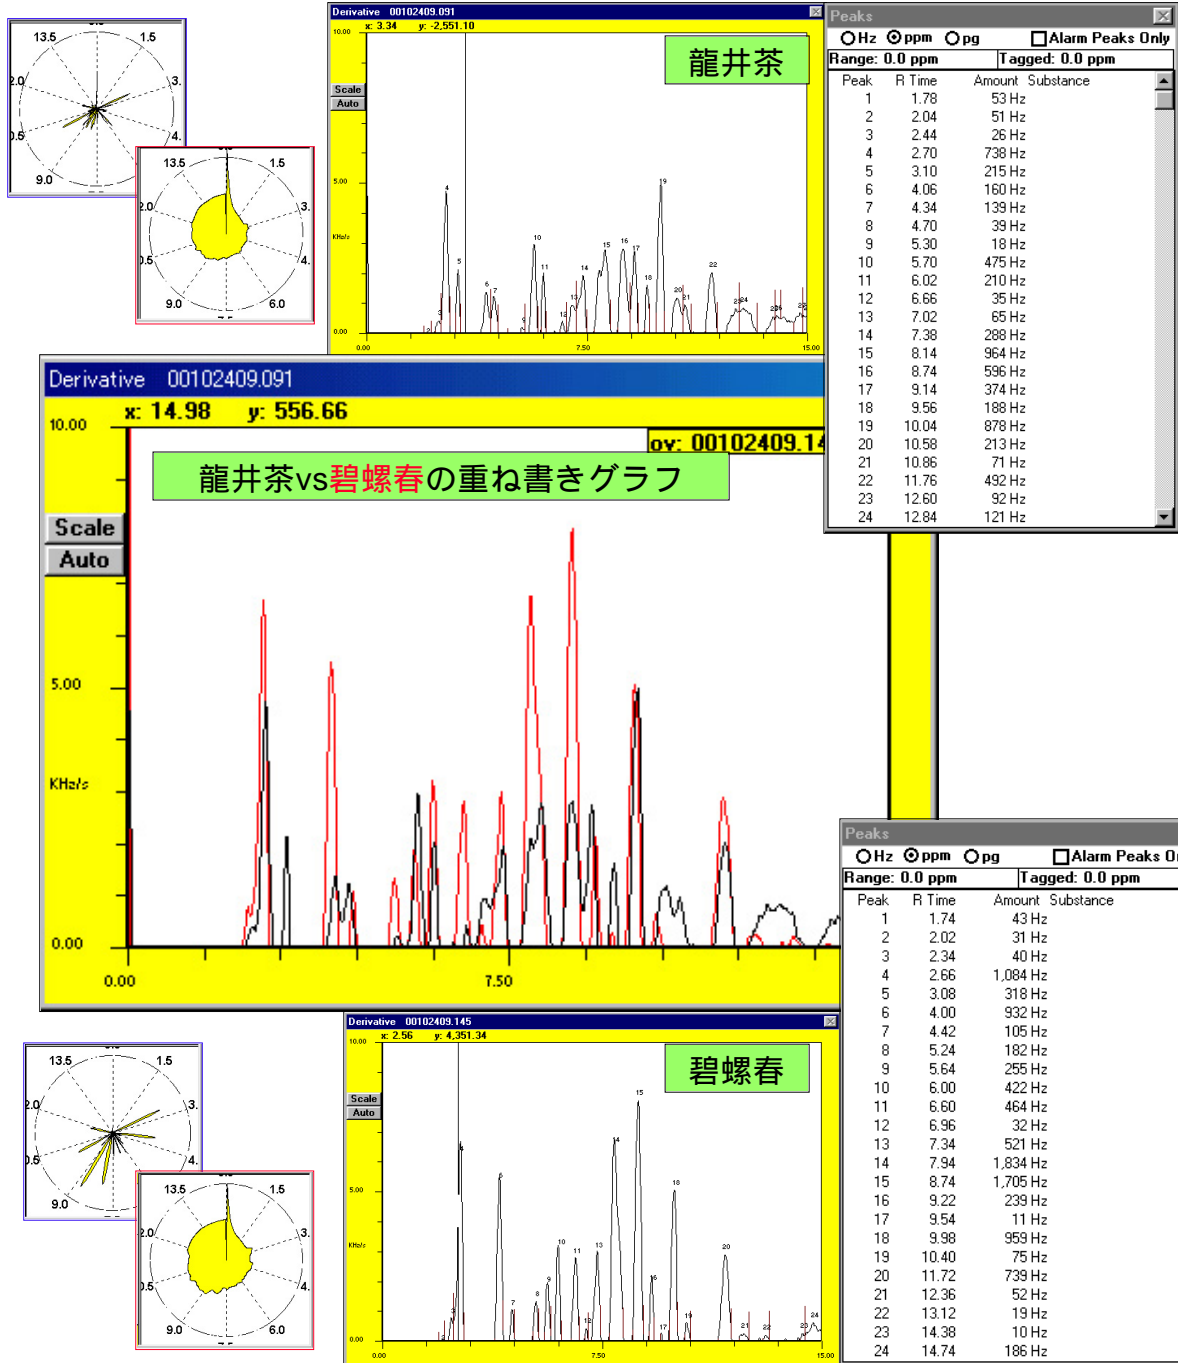 Derivative 00102409.091
x: 3.34 y: -2,551.10
10.00
龍井茶
Scale
Auto
5.00
KHz/s
0.00
0.00 7.50 15.00
13.5 1.5
9.0
13.5 1.5
9.0 6.0
Peaks
Hz ppm pg Alarm Peaks Only
Range: 0.0 ppm Tagged: 0.0 ppm
Peak R Time Amount Substance
1 1.78 53 Hz
2 2.04 51 Hz
3 2.44 26 Hz
4 2.70 738 Hz
5 3.10 215 Hz
6 4.06 160 Hz
7 4.34 139 Hz
8 4.70 39 Hz
9 5.30 18 Hz
10 5.70 475 Hz
11 6.02 210 Hz
12 6.66 35 Hz
13 7.02 65 Hz
14 7.38 288 Hz
15 8.14 964 Hz
16 8.74 596 Hz
17 9.14 374 Hz
18 9.56 188 Hz
19 10.04 878 Hz
20 10.58 213 Hz
21 10.86 71 Hz
22 11.76 492 Hz
23 12.60 92 Hz
24 12.84 121 Hz
Derivative 00102409.091
x: 14.98 y: 556.66
10.00
ov: 00102409.14
龍井茶vs碧螺春の重ね書きグラフ
Scale
Auto
5.00
KHz/s
0.00
0.00 7.50
Peaks
Hz ppm pg Alarm Peaks
Range: 0.0 ppm Tagged: 0.0 ppm
Peak R Time Amount Substance
1 1.74 43 Hz
2 2.02 31 Hz
3 2.34 40 Hz
4 2.66 1,084 Hz
5 3.08 318 Hz
6 4.00 932 Hz
7 4.42 105 Hz
8 5.24 182 Hz
9 5.64 255 Hz
10 6.00 422 Hz
11 6.60 464 Hz
12 6.96 32 Hz
13 7.34 521 Hz
14 7.94 1,834 Hz
15 8.74 1,705 Hz
16 9.22 239 Hz
17 9.54 11 Hz
18 9.98 959 Hz
19 10.40 75 Hz
20 11.72 739 Hz
21 12.36 52 Hz
22 13.12 19 Hz
23 14.38 10 Hz
24 14.74 186 Hz
Derivative 00102409.145
x: 2.56 y: 4,351.34
10.00
碧螺春
Scale
Auto
5.00
KHz/s
0.00
0.00 7.50 15.00
13.5 1.5
9.0
13.5 1.5
9.0 6.0